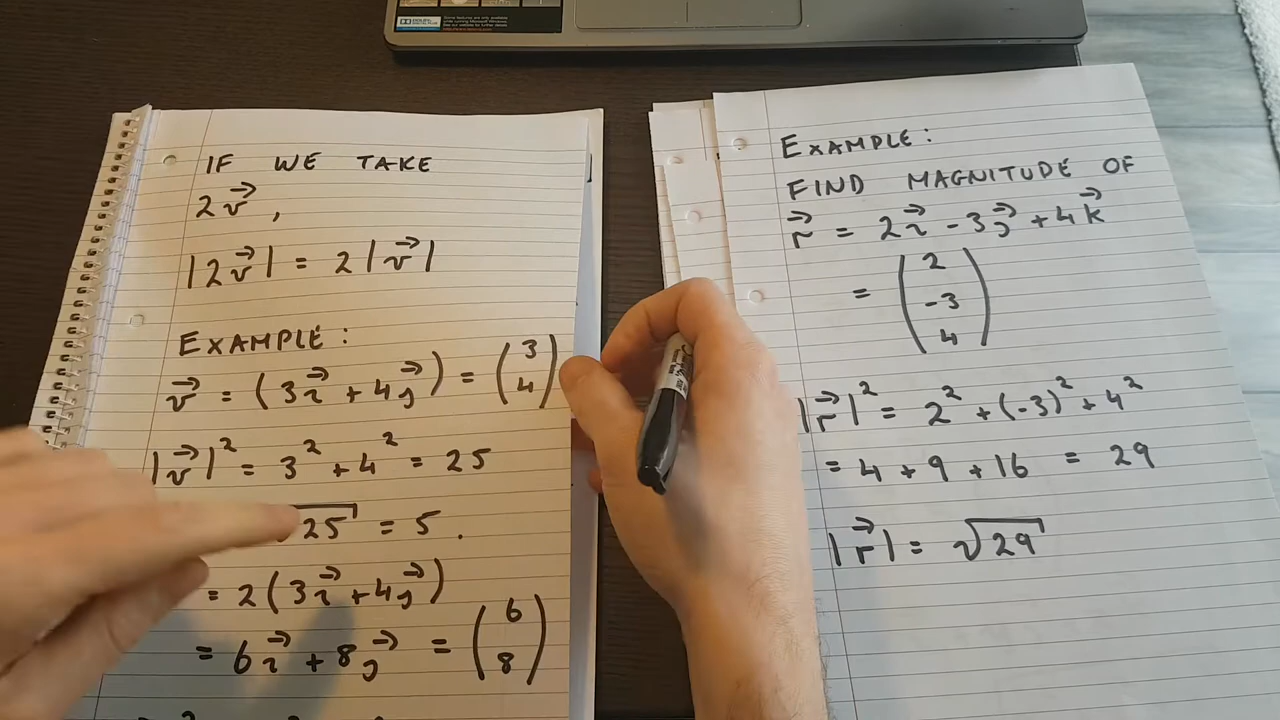 IF WE TAKE
2v⃗ ,
|2v⃗| = 2|v⃗|
EXAMPLE:
v⃗ = (3i⃗ + 4j⃗) = (3 4)
|v⃗|² = 3² + 4² = 25
√25 = 5.
= 2(3i⃗ + 4j⃗)
= 6i⃗ + 8j⃗ = (6 8)
EXAMPLE:
FIND MAGNITUDE OF
r⃗ = 2i⃗ - 3j⃗ + 4k⃗
= (2 -3 4)
|r⃗|² = 2² + (-3)² + 4²
= 4 + 9 + 16 = 29
|r⃗| = √29